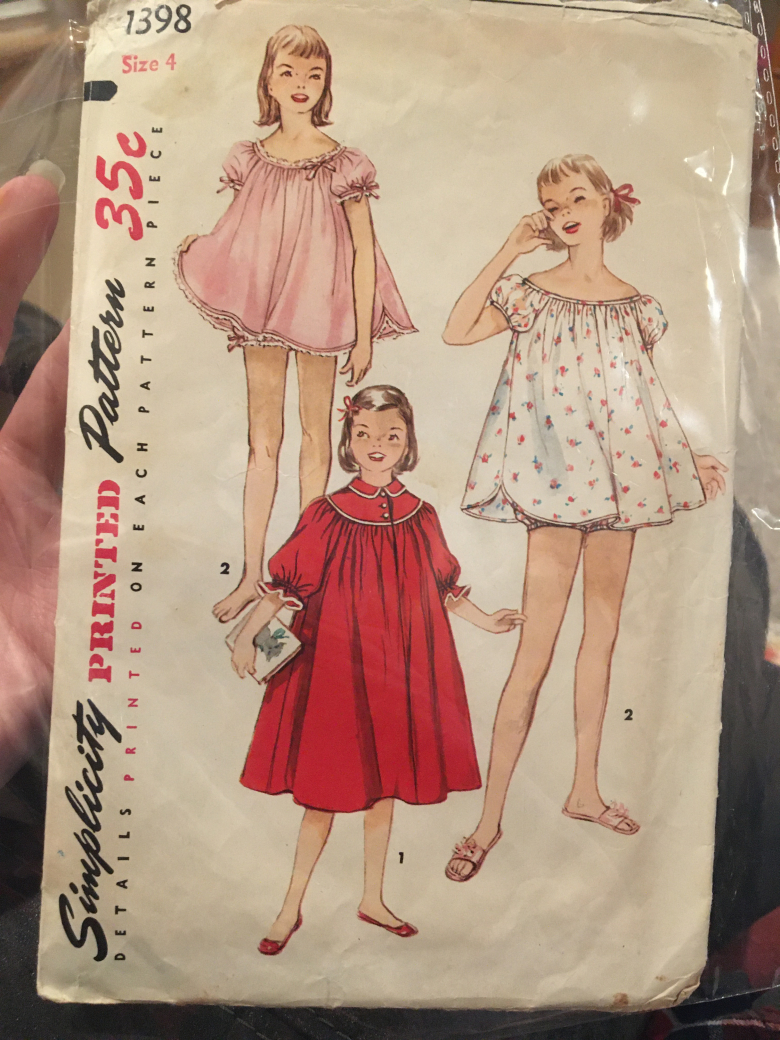 1398
Size 4
35c
Simplicity PRINTED Pattern
DETAILS PRINTED ON EACH PATTERN PIECE
2
2
1